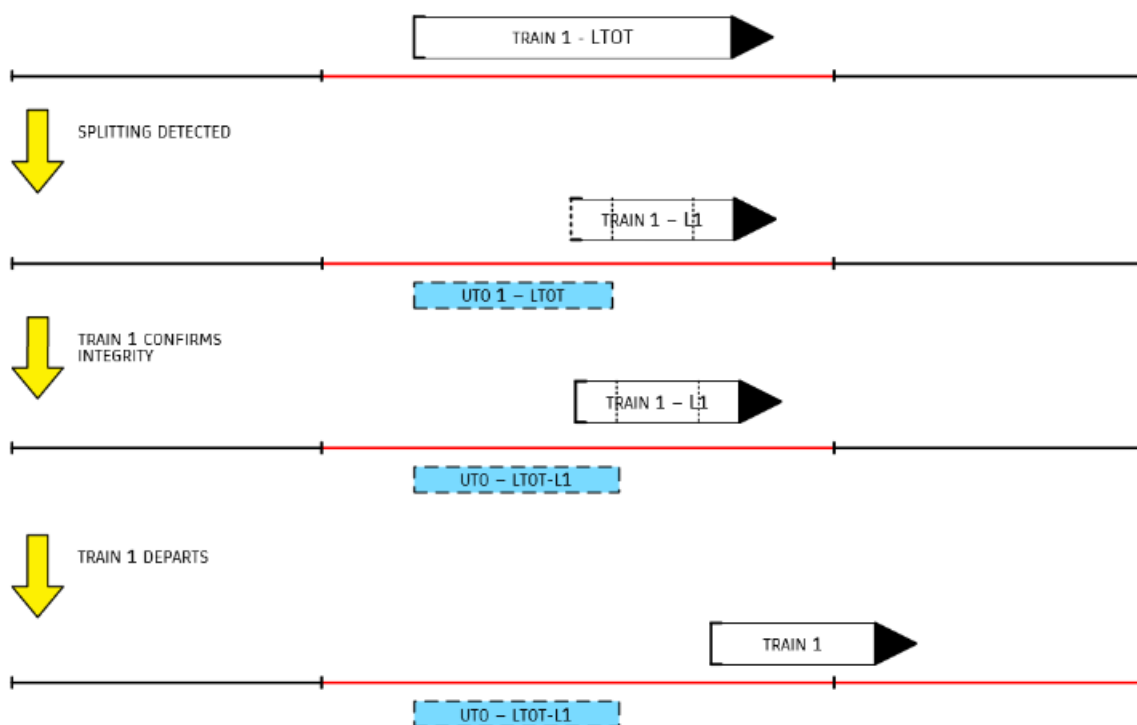 TRAIN 1 - LTOT
SPLITTING DETECTED
TRAIN 1 – L1
UTO 1 – LTOT
TRAIN 1 CONFIRMS
INTEGRITY
TRAIN 1 – L1
UTO – LTOT-L1
TRAIN 1 DEPARTS
TRAIN 1
UTO – LTOT-L1